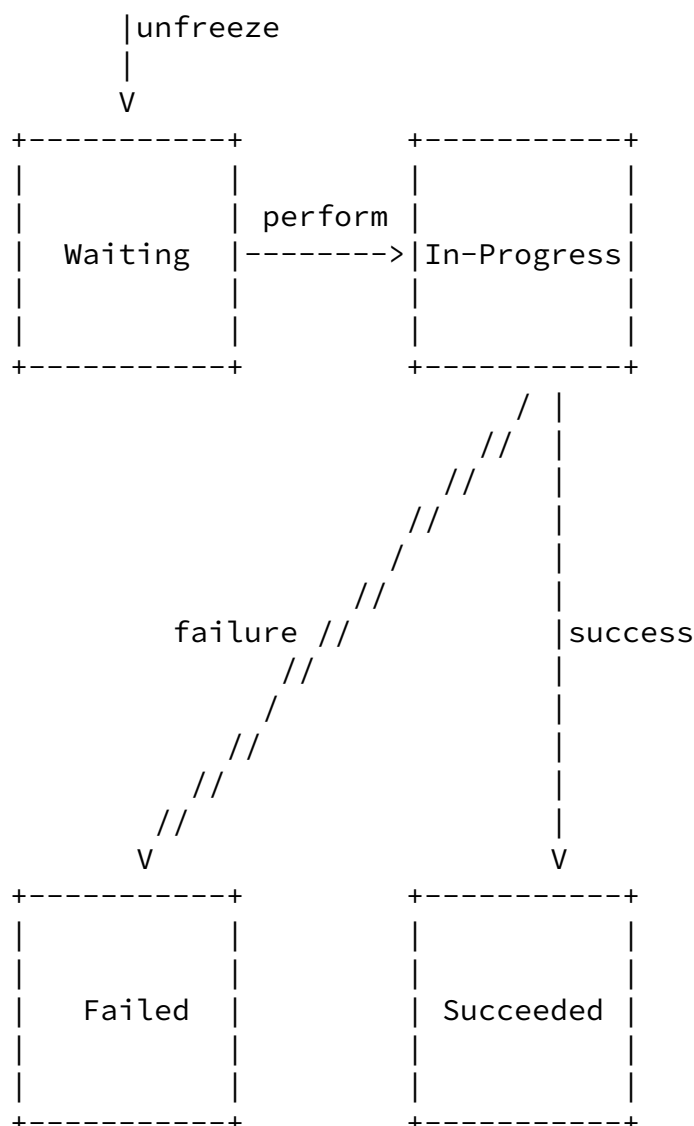 unfreeze
perform
Waiting
In-Progress
failure
success
Failed
Succeeded